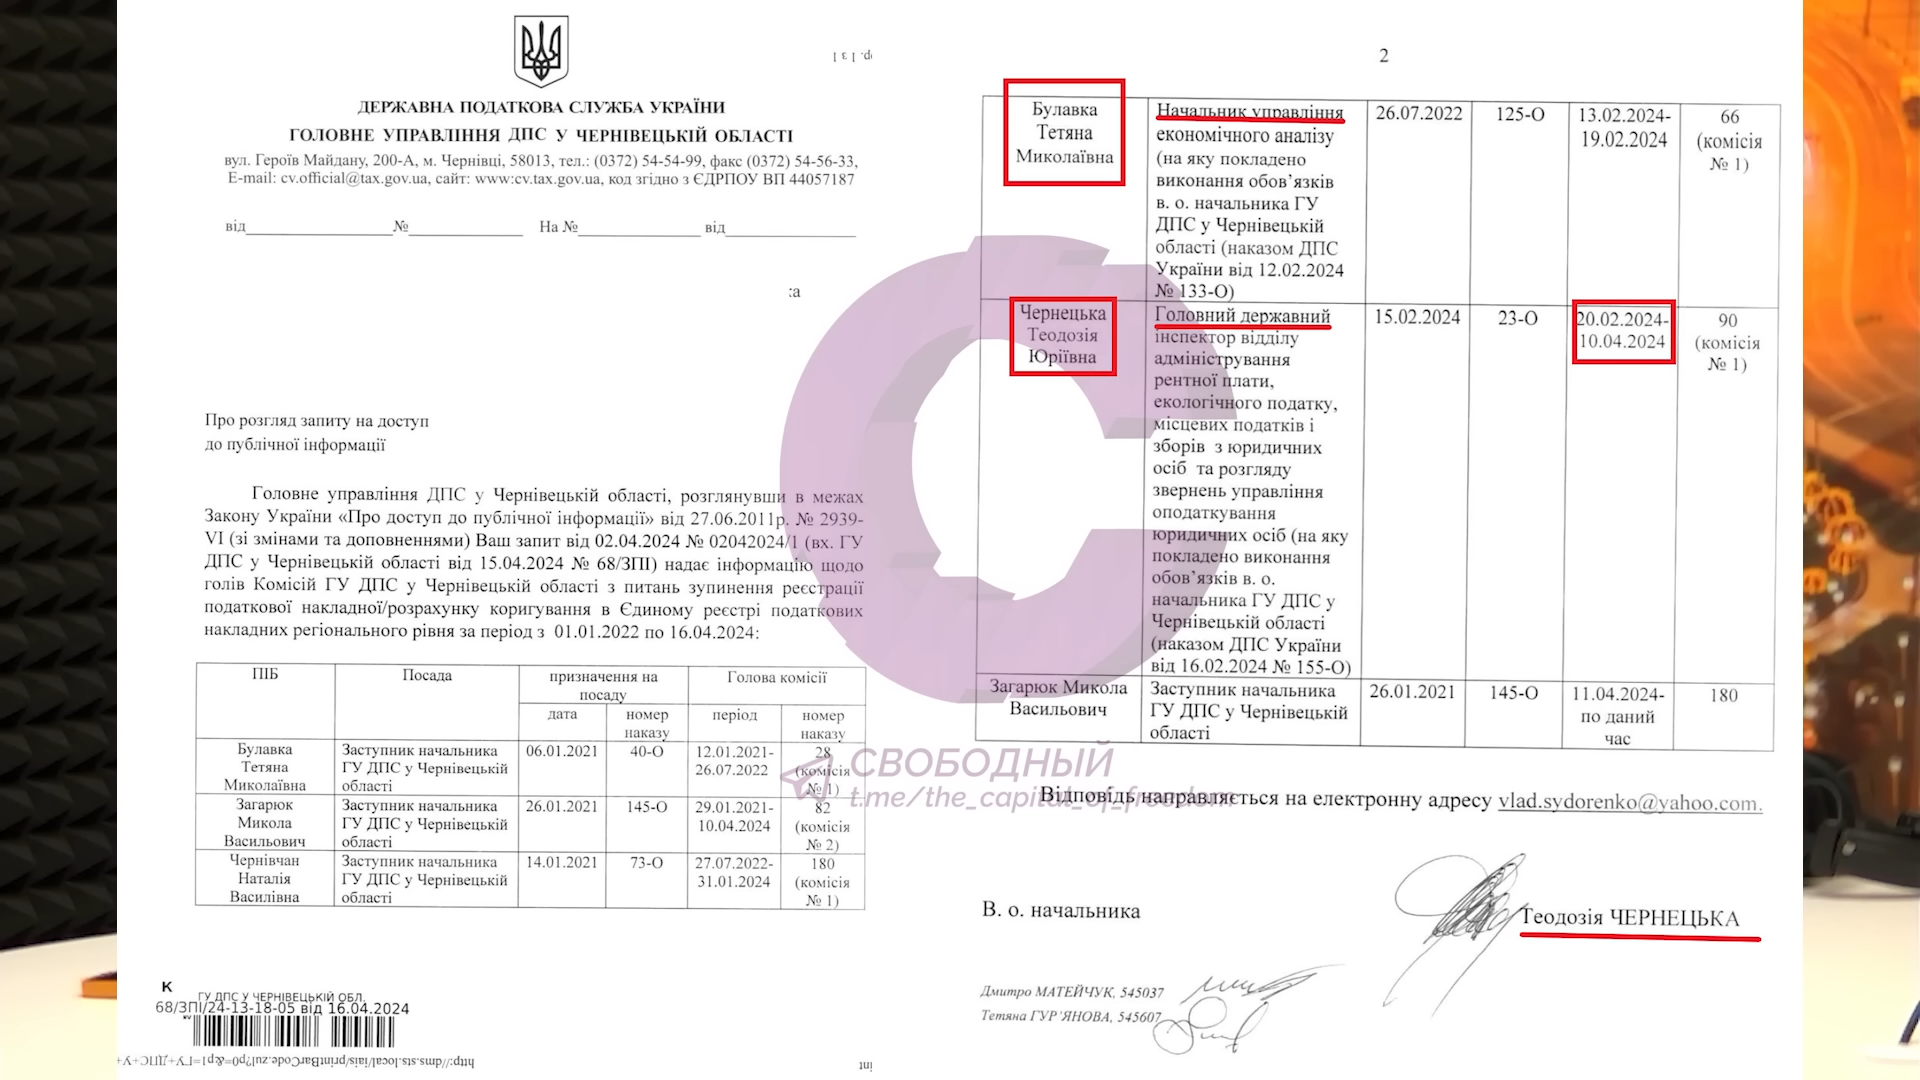 ДЕРЖАВНА ПОДАТКОВА СЛУЖБА УКРАЇНИ
ГОЛОВНЕ УПРАВЛІННЯ ДПС У ЧЕРНІВЕЦЬКІЙ ОБЛАСТІ
вул. Героїв Майдану, 200-А, м. Чернівці, 58013, тел.: (0372) 54-54-99, факс (0372) 54-56-33,
E-mail: cv.official@tax.gov.ua, сайт: www:cv.tax.gov.ua, код згідно з ЄДРПОУ ВП 44057187
від № На № від
ка
Про розгляд запиту на доступ
до публічної інформації
Головне управління ДПС у Чернівецькій області, розглянувши в межах
Закону України «Про доступ до публічної інформації» від 27.06.2011р. № 2939-
VI (зі змінами та доповненнями) Ваш запит від 02.04.2024 № 02042024/1 (вх. ГУ
ДПС у Чернівецькій області від 15.04.2024 № 68/ЗПІ) надає інформацію щодо
голів Комісій ГУ ДПС у Чернівецькій області з питань зупинення реєстрації
податкової накладної/розрахунку коригування в Єдиному реєстрі податкових
накладних регіонального рівня за період з 01.01.2022 по 16.04.2024:
ПІБ Посада призначення на Голова комісії
посаду
дата номер період номер
наказу наказу
Булавка Заступник начальника 06.01.2021 40-О 12.01.2021- 28
Тетяна ГУ ДПС у Чернівецькій 26.07.2022 (комісія
Миколаївна області № 1)
Загарюк Заступник начальника 26.01.2021 145-О 29.01.2021- 82
Микола ГУ ДПС у Чернівецькій 10.04.2024 (комісія
Васильович області № 2)
Чернівчан Заступник начальника 14.01.2021 73-О 27.07.2022- 180
Наталія ГУ ДПС у Чернівецькій 31.01.2024 (комісія
Василівна області № 1)
К
ГУ ДПС У ЧЕРНІВЕЦЬКІЙ ОБЛ.
68/ЗПІ/24-13-18-05 від 16.04.2024
2
Булавка Начальник управління 26.07.2022 125-О 13.02.2024- 66
Тетяна економічного аналізу 19.02.2024 (комісія
Миколаївна (на яку покладено № 1)
виконання обов’язків
в. о. начальника ГУ
ДПС у Чернівецькій
області (наказом ДПС
України від 12.02.2024
№ 133-О)
Чернецька Головний державний 15.02.2024 23-О 20.02.2024- 90
Теодозія інспектор відділу 10.04.2024 (комісія
Юріївна адміністрування № 1)
рентної плати,
екологічного податку,
місцевих податків і
зборів з юридичних
осіб та розгляду
звернень управління
оподаткування
юридичних осіб (на яку
покладено виконання
обов’язків в. о.
начальника ГУ ДПС у
Чернівецькій області
(наказом ДПС України
від 16.02.2024 № 155-О)
Загарюк Микола Заступник начальника 26.01.2021 145-О 11.04.2024- 180
Васильович ГУ ДПС у Чернівецькій по даний
області час
СВОБОДНЫЙ
t.me/the_capital_of_freedom
Відповідь направляється на електронну адресу vlad.sydorenko@yahoo.com.
В. о. начальника Теодозія ЧЕРНЕЦЬКА
Дмитро МАТЕЙЧУК, 545037
Тетяна ГУР’ЯНОВА, 545607